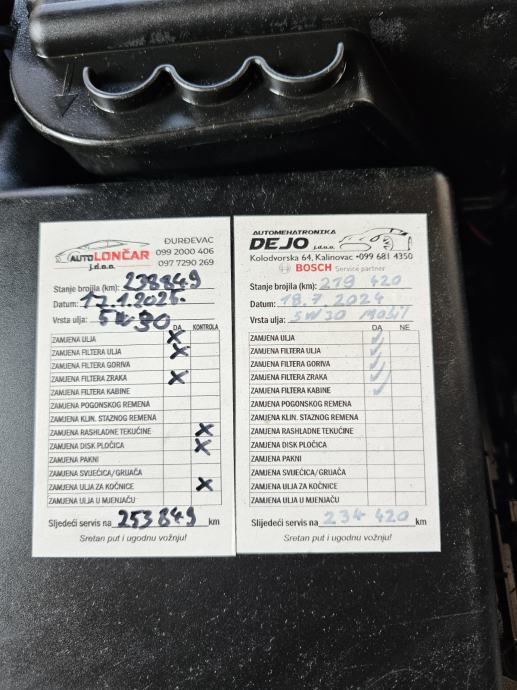 AUTO LONČAR
j.d.o.o.
ĐURĐEVAC
099 2000 406
097 7290 269
Stanje brojila (km): 238849
Datum: 17.1.2025.
Vrsta ulja: 5W30
DA KONTROLA
ZAMJENA ULJA X
ZAMJENA FILTERA ULJA X
ZAMJENA FILTERA GORIVA
ZAMJENA FILTERA ZRAKA X
ZAMJENA FILTERA KABINE
ZAMJENA POGONSKOG REMENA
ZAMJENA KLIN. STAZNOG REMENA
ZAMJENA RASHLADNE TEKUĆINE X
ZAMJENA DISK PLOČICA X
ZAMJENA PAKNI
ZAMJENA SVIJEĆICA/GRIJAČA
ZAMJENA ULJA ZA KOČNICE X
ZAMJENA ULJA U MJENJAČU
Slijedeći servis na 253849 km
Sretan put i ugodnu vožnju!
AUTOMEHATRONIKA
DEJO j.d.o.o.
Kolodvorska 64, Kalinovac •099 681 4350
BOSCH Service partner
Stanje brojila (km): 219 420
Datum: 18.7.2024
Vrsta ulja: 5W30 Mobil
DA NE
ZAMJENA ULJA ✓
ZAMJENA FILTERA ULJA ✓
ZAMJENA FILTERA GORIVA ✓
ZAMJENA FILTERA ZRAKA ✓
ZAMJENA FILTERA KABINE ✓
ZAMJENA POGONSKOG REMENA
ZAMJENA KLIN. STAZNOG REMENA
ZAMJENA RASHLADNE TEKUĆINE
ZAMJENA DISK PLOČICA
ZAMJENA PAKNI
ZAMJENA SVIJEĆICA/GRIJAČA
ZAMJENA ULJA ZA KOČNICE
ZAMJENA ULJA U MJENJAČU
Slijedeći servis na 234 420 km
Sretan put i ugodnu vožnju!